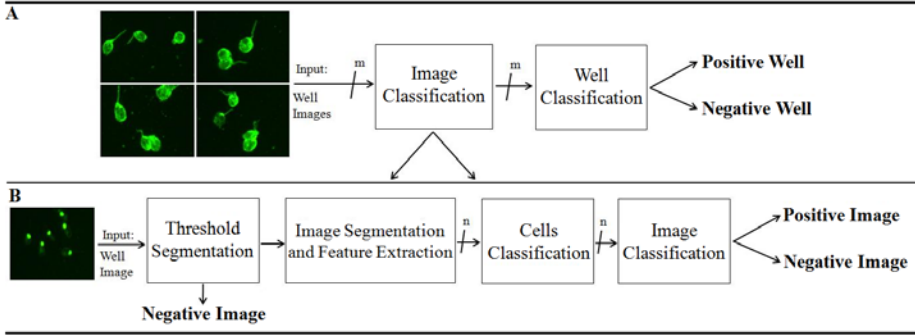 A
Input:
Well
Images
m
Image
Classification
m
Well
Classification
Positive Well
Negative Well
B
Input:
Well
Image
Threshold
Segmentation
Negative Image
Image Segmentation
and Feature Extraction
n
Cells
Classification
n
Image
Classification
Positive Image
Negative Image